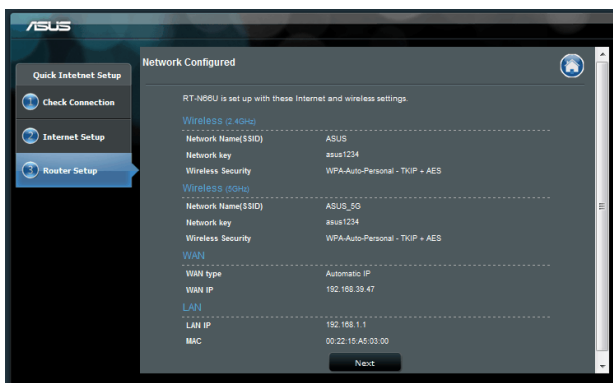 ASUS
Quick Intetnet Setup
1 Check Connection
2 Internet Setup
3 Router Setup
Network Configured
RT-N66U is set up with these Internet and wireless settings.
Wireless (2.4GHz)
Network Name(SSID) ASUS
Network key asus1234
Wireless Security WPA-Auto-Personal - TKIP + AES
Wireless (5GHz)
Network Name(SSID) ASUS_5G
Network key asus1234
Wireless Security WPA-Auto-Personal - TKIP + AES
WAN
WAN type Automatic IP
WAN IP 192.168.39.47
LAN
LAN IP 192.168.1.1
MAC 00:22:15:A5:03:00
Next